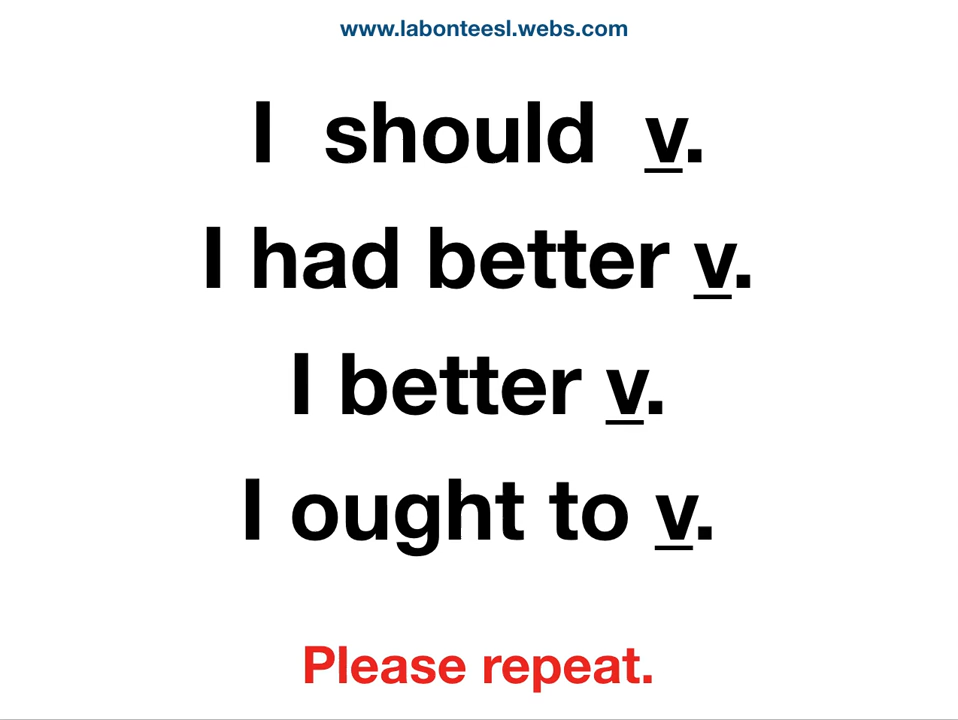 www.labonteesl.webs.com
I should v.
I had better v.
I better v.
I ought to v.
Please repeat.